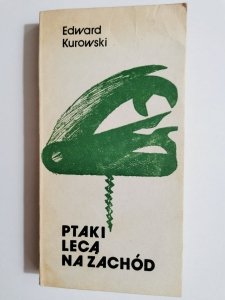 Edward
Kurowski
PTAKI
LECĄ
NA ZACHÓD